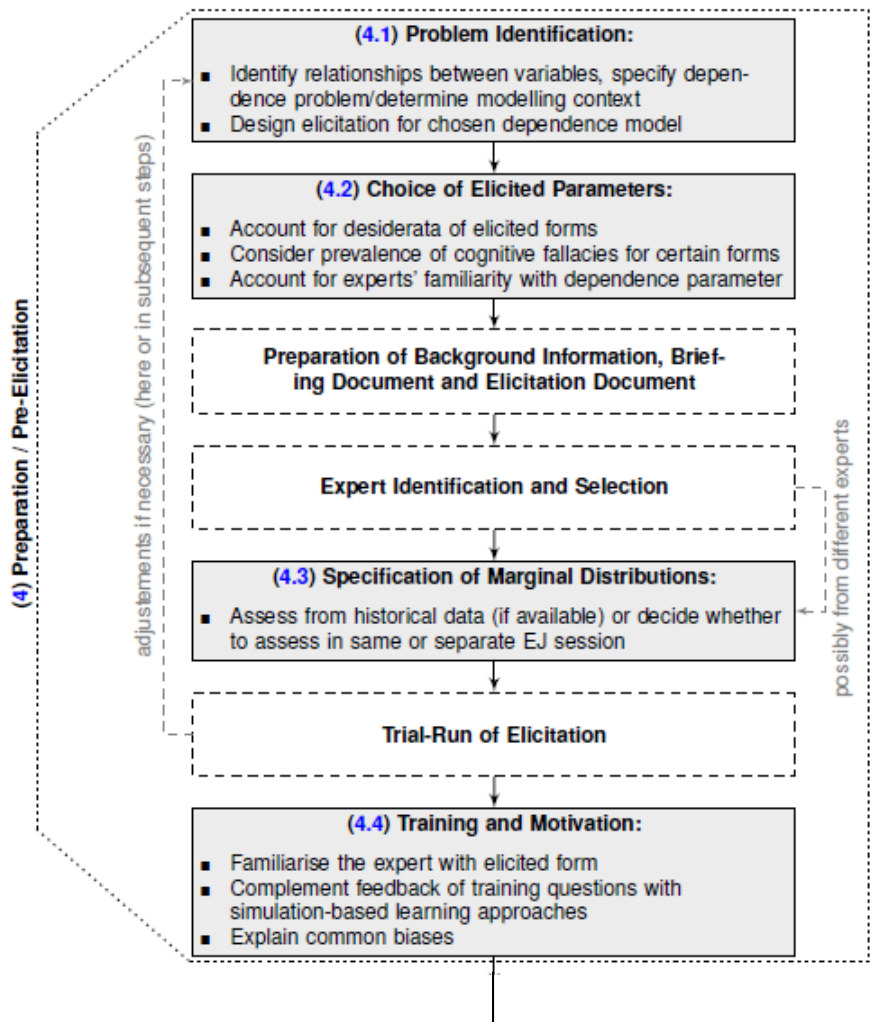 (4.1) Problem Identification:
■ Identify relationships between variables, specify depen-
dence problem/determine modelling context
■ Design elicitation for chosen dependence model
(4.2) Choice of Elicited Parameters:
■ Account for desiderata of elicited forms
■ Consider prevalence of cognitive fallacies for certain forms
■ Account for experts' familiarity with dependence parameter
Preparation of Background Information, Brief-
ing Document and Elicitation Document
Expert Identification and Selection
(4.3) Specification of Marginal Distributions:
■ Assess from historical data (if available) or decide whether
to assess in same or separate EJ session
Trial-Run of Elicitation
(4.4) Training and Motivation:
■ Familiarise the expert with elicited form
■ Complement feedback of training questions with
simulation-based learning approaches
■ Explain common biases
(4) Preparation / Pre-Elicitation
adjustements if necessary (here or in subsequent steps)
possibly from different experts